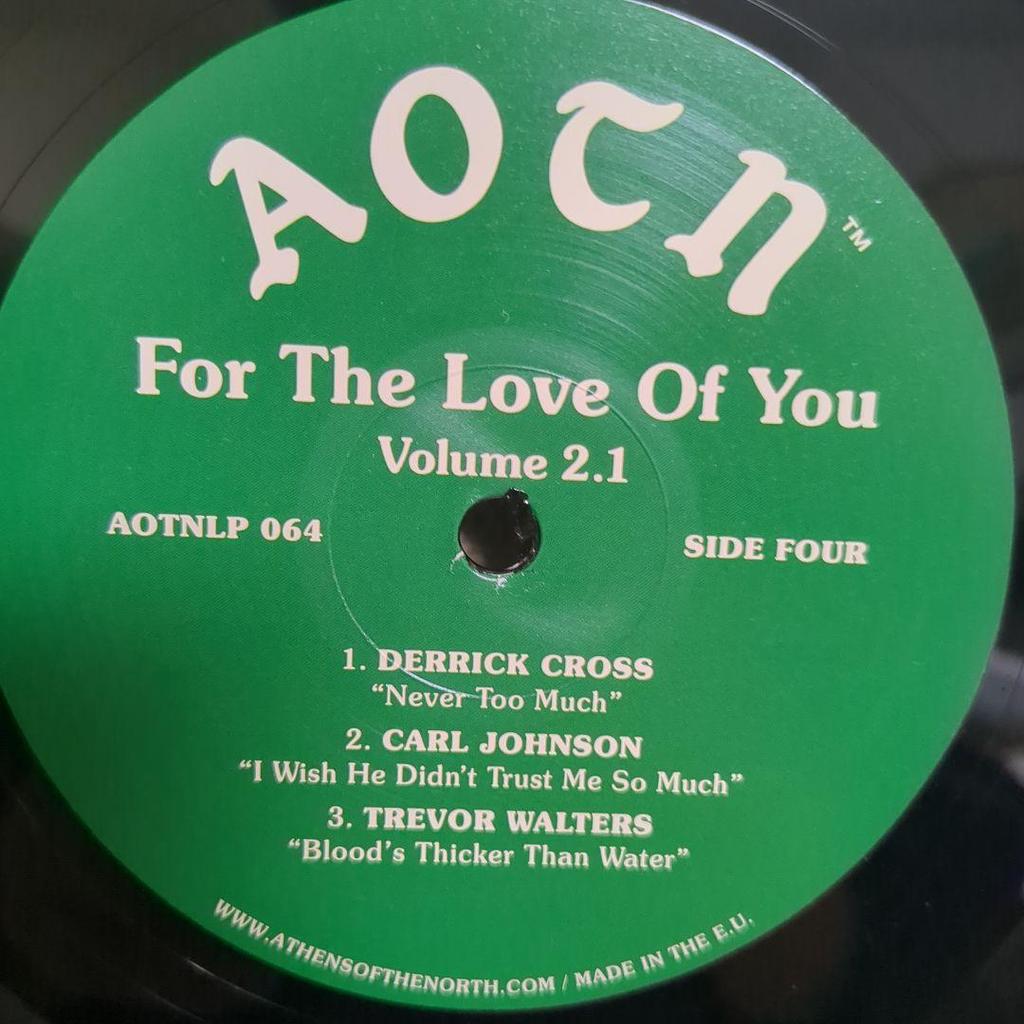 AOTN™
For The Love Of You
Volume 2.1
AOTNLP 064
SIDE FOUR
1. DERRICK CROSS
“Never Too Much”
2. CARL JOHNSON
“I Wish He Didn’t Trust Me So Much”
3. TREVOR WALTERS
“Blood’s Thicker Than Water”
WWW.ATHENSOFTHENORTH.COM / MADE IN THE E.U.